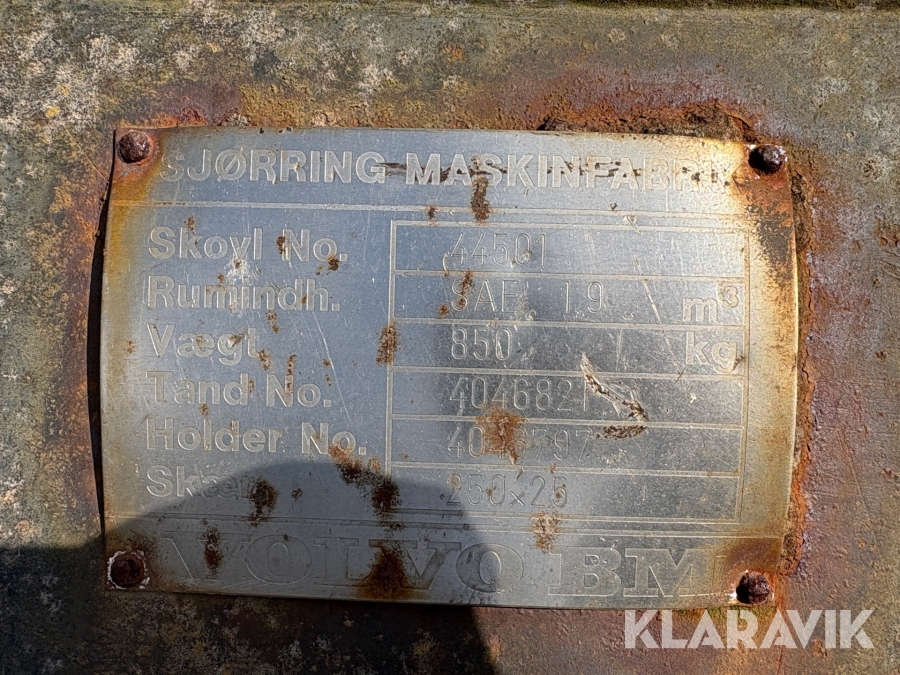 SJØRRING MASKINFABRIK
Skovl No. 44501
Rumindh. SAE 1.9 m³
Vægt. 850 kg
Tand No.
Holder No.
Skær 250x25
VOLVO BM
KLARAVIK